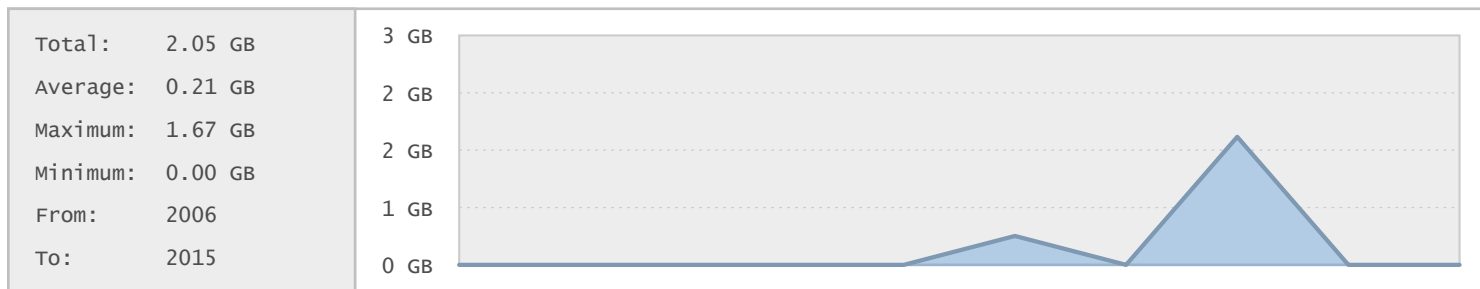 Total: 2.05 GB
Average: 0.21 GB
Maximum: 1.67 GB
Minimum: 0.00 GB
From: 2006
To: 2015
3 GB
2 GB
2 GB
1 GB
0 GB